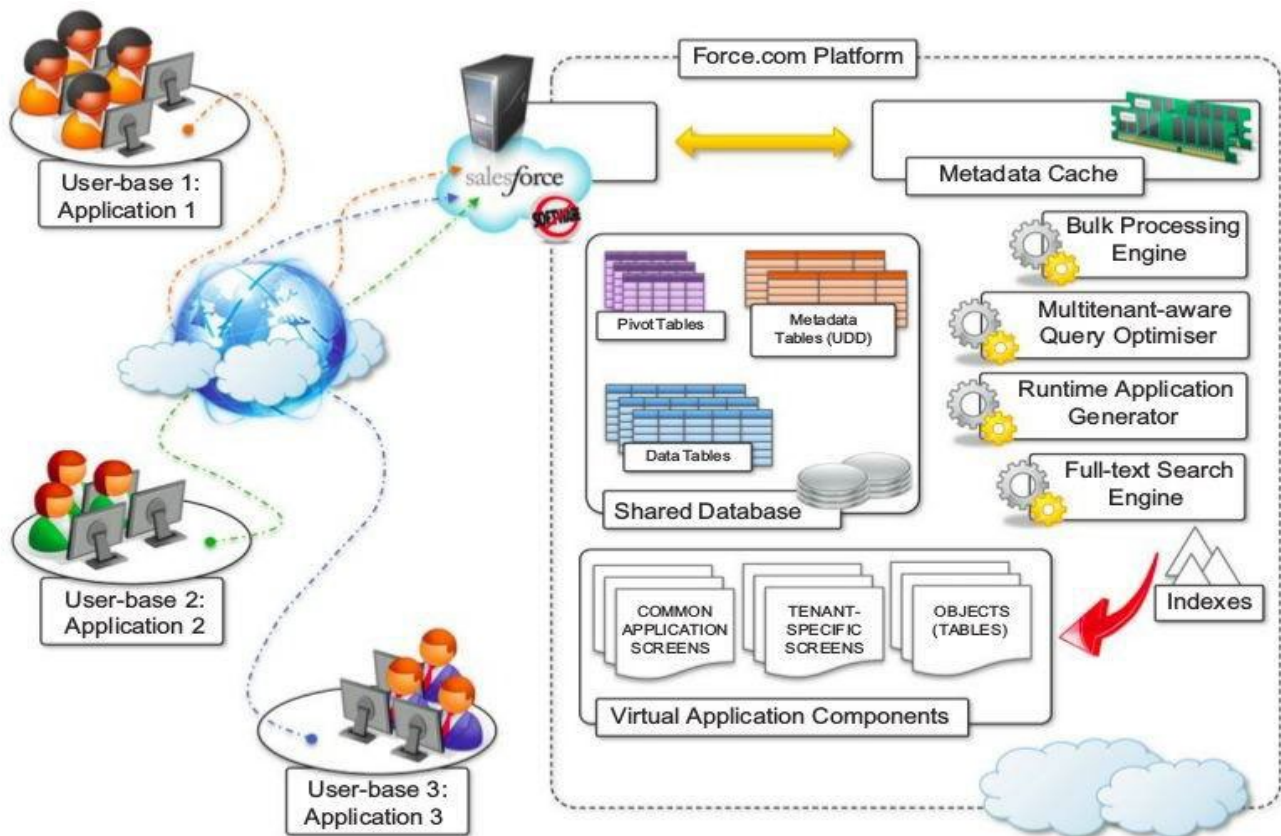 Force.com Platform
User-base 1:
Application 1
salesforce
SOFTWARE
Metadata Cache
Bulk Processing
Engine
Pivot Tables
Metadata
Tables (UDD)
Multitenant-aware
Query Optimiser
Runtime Application
Generator
Data Tables
Full-text Search
Engine
Shared Database
User-base 2:
Application 2
Indexes
COMMON
APPLICATION
SCREENS
TENANT-
SPECIFIC
SCREENS
OBJECTS
(TABLES)
Virtual Application Components
User-base 3:
Application 3